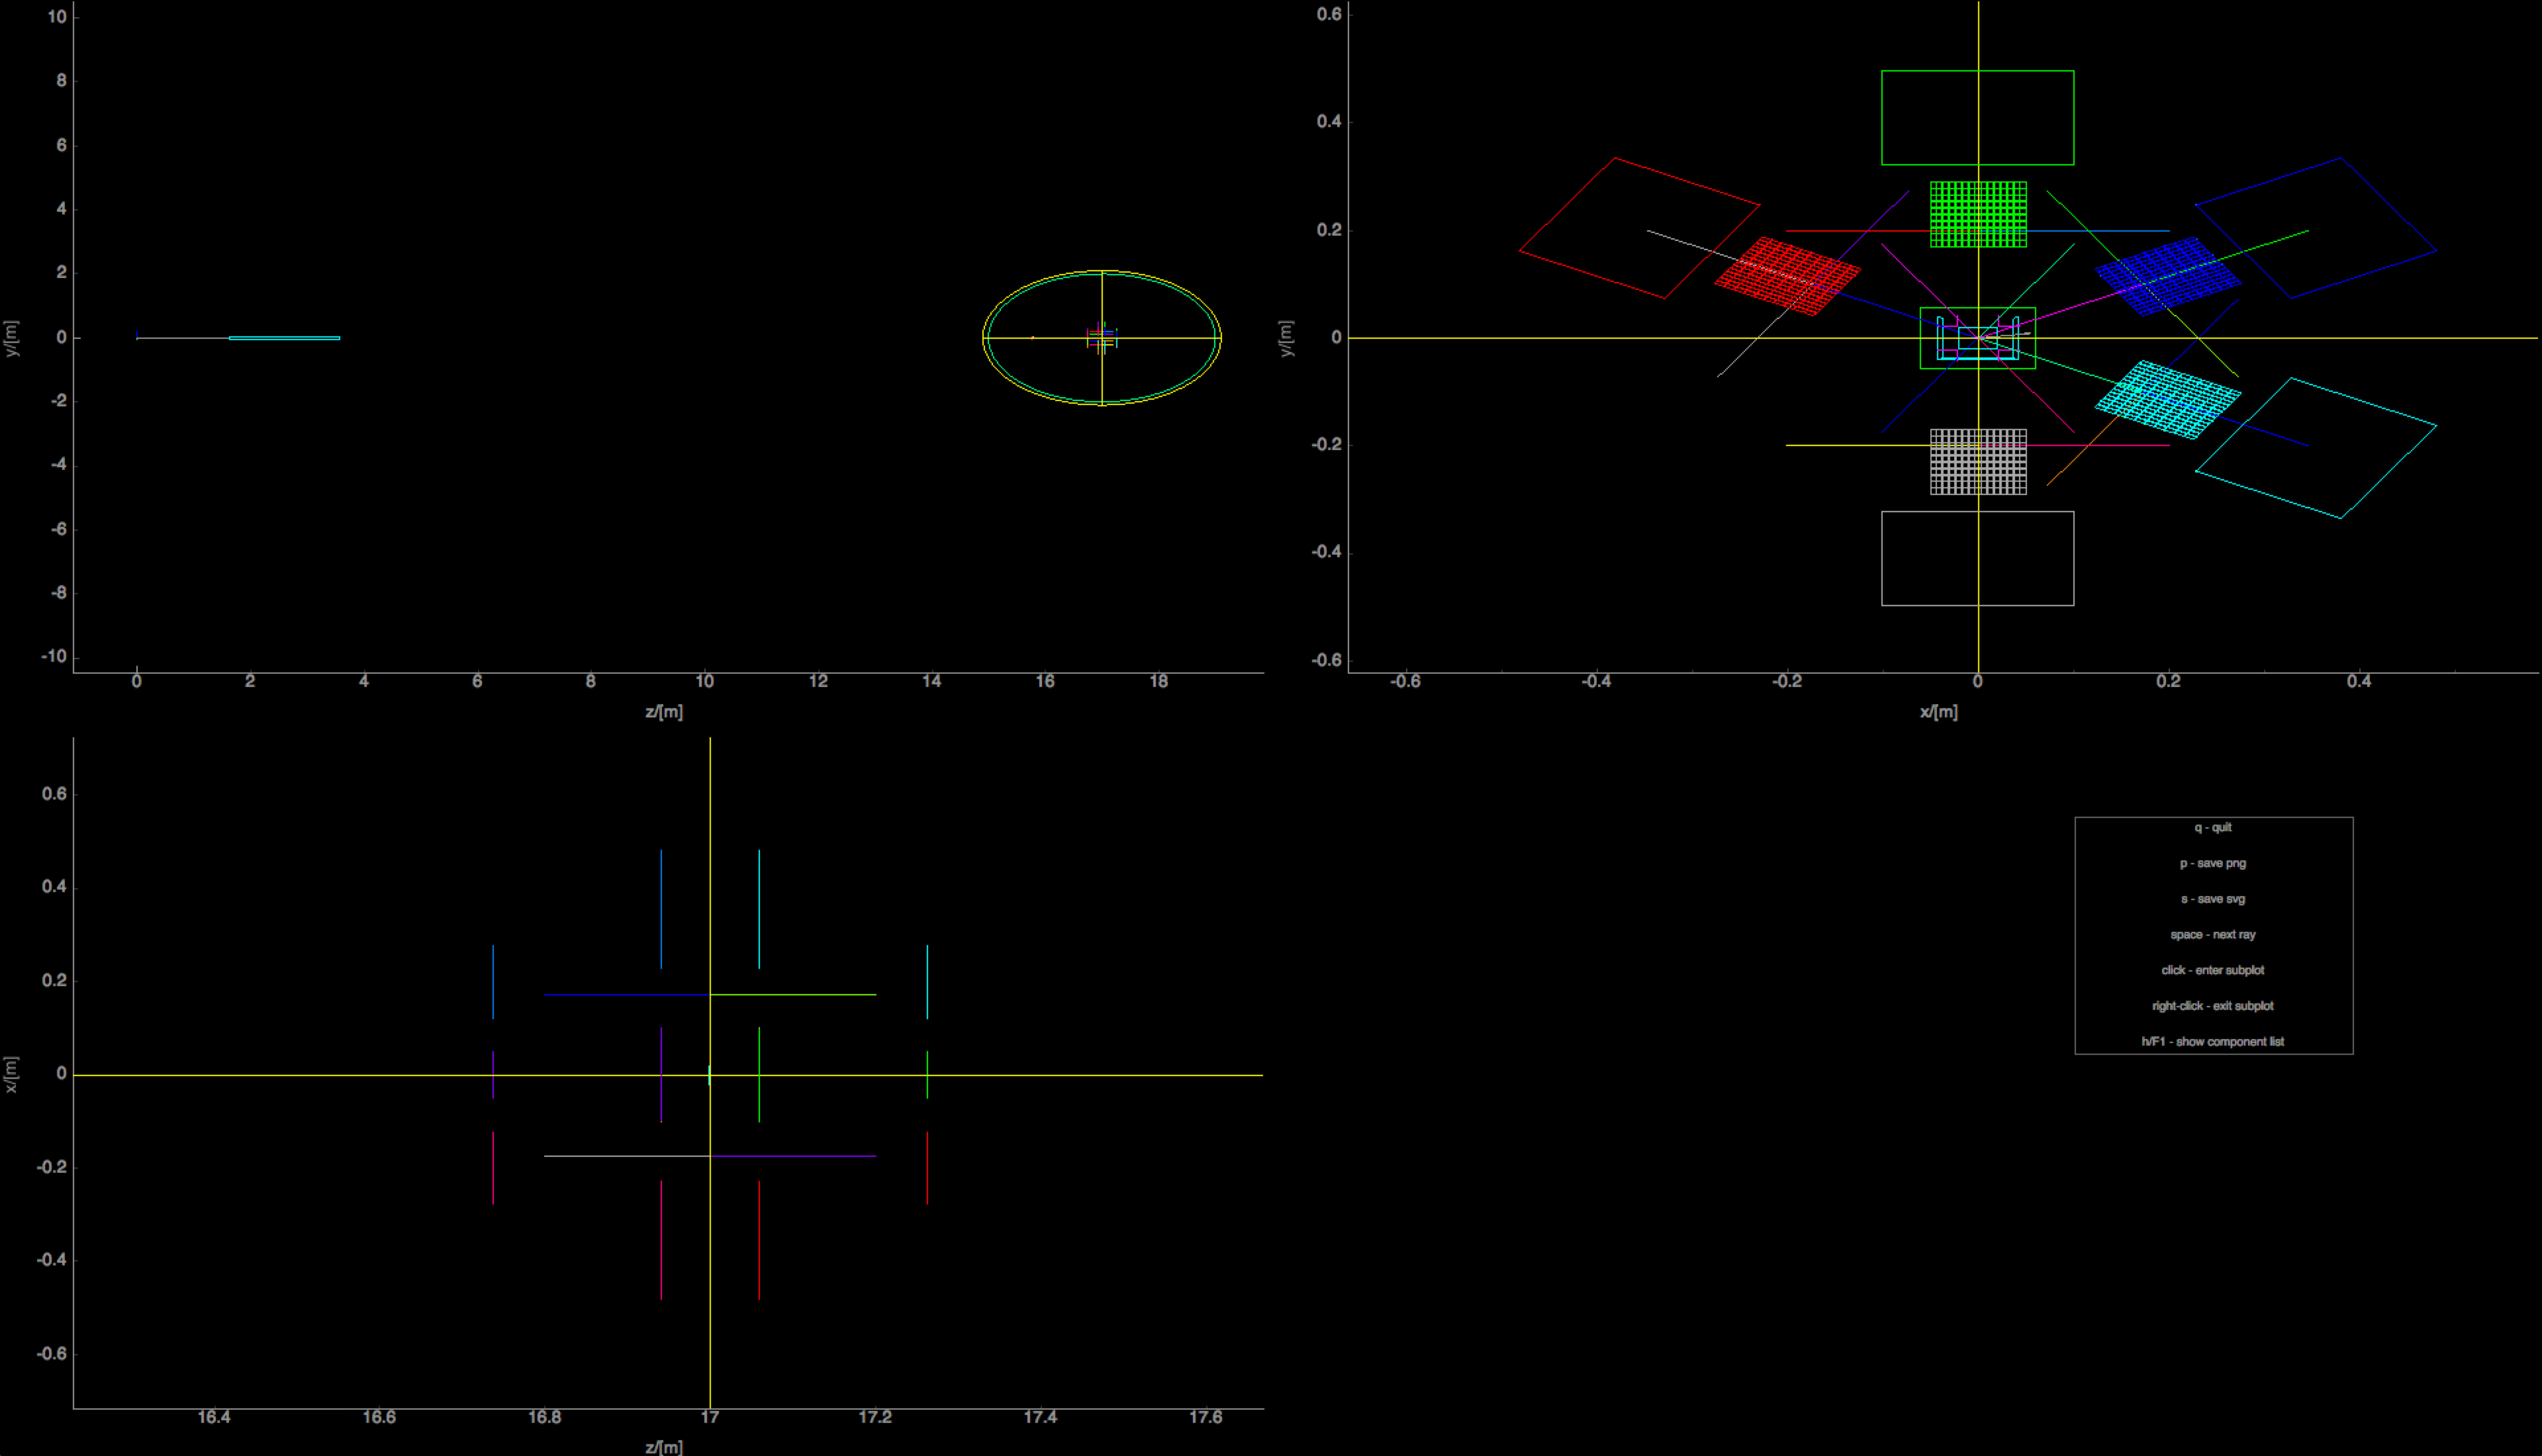 10
8
6
4
2
0
-2
-4
-6
-8
-10
y/[m]
0 2 4 6 8 10 12 14 16 18
z/[m]
0.6
0.4
0.2
0
-0.2
-0.4
-0.6
y/[m]
-0.6 -0.4 -0.2 0 0.2 0.4
x/[m]
0.6
0.4
0.2
0
-0.2
-0.4
-0.6
x/[m]
16.4 16.6 16.8 17 17.2 17.4 17.6
z/[m]
q - quit
p - save png
s - save svg
space - next ray
click - enter subplot
right-click - exit subplot
h/F1 - show component list